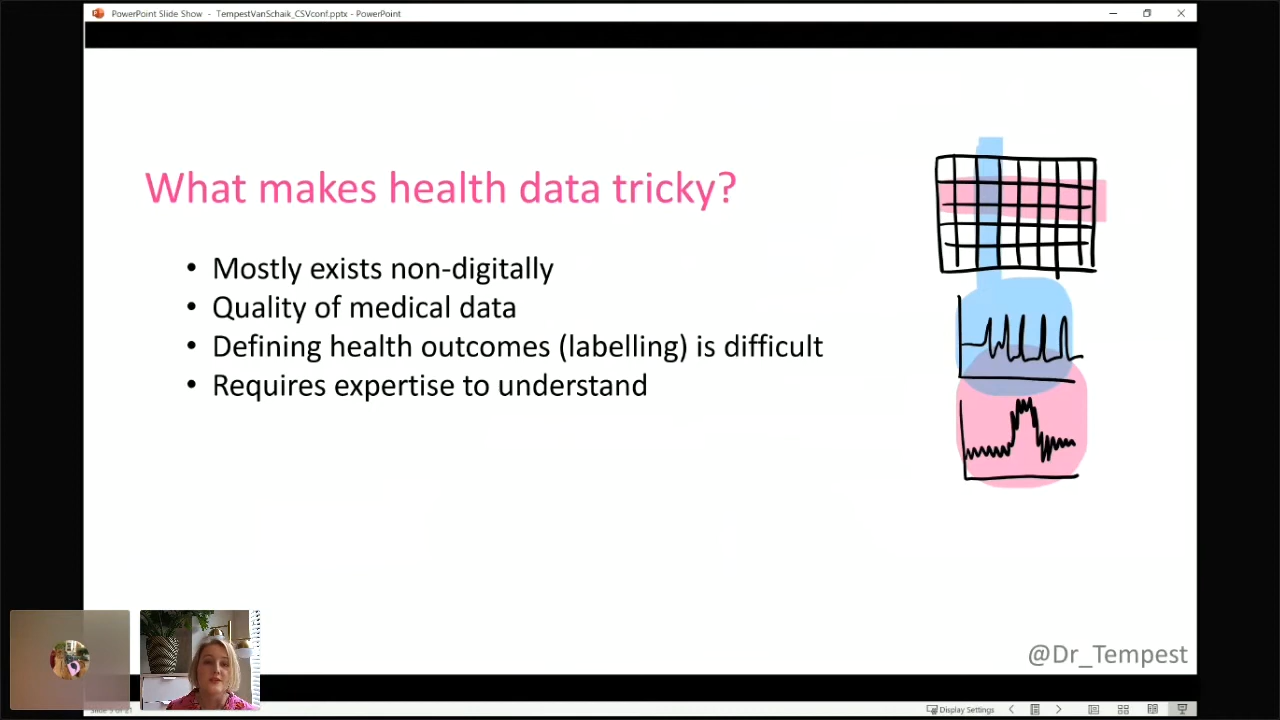 PowerPoint Slide Show - TempestVanSchaik_CSVconf.pptx - PowerPoint
What makes health data tricky?
• Mostly exists non-digitally
• Quality of medical data
• Defining health outcomes (labelling) is difficult
• Requires expertise to understand
@Dr_Tempest
Display Settings